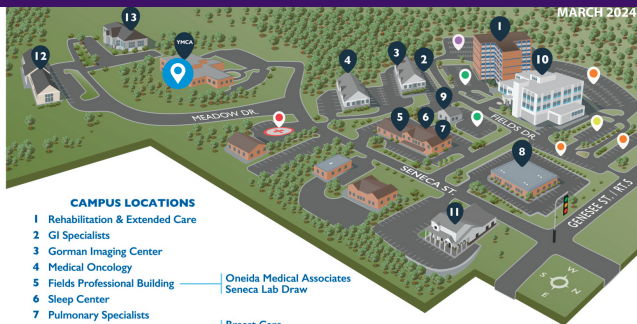 MARCH 2024
13
YMCA
12
1
3
2
4
10
MEADOW DR.
9
FIELDS DR.
5
6
7
8
SENECA ST.
11
GENESEE ST. / RT. 5
W
N
S
E
CAMPUS LOCATIONS
1 Rehabilitation & Extended Care
2 GI Specialists
3 Gorman Imaging Center
4 Medical Oncology
5 Fields Professional Building
Oneida Medical Associates
Seneca Lab Draw
6 Sleep Center
7 Pulmonary Specialists
Breast Care